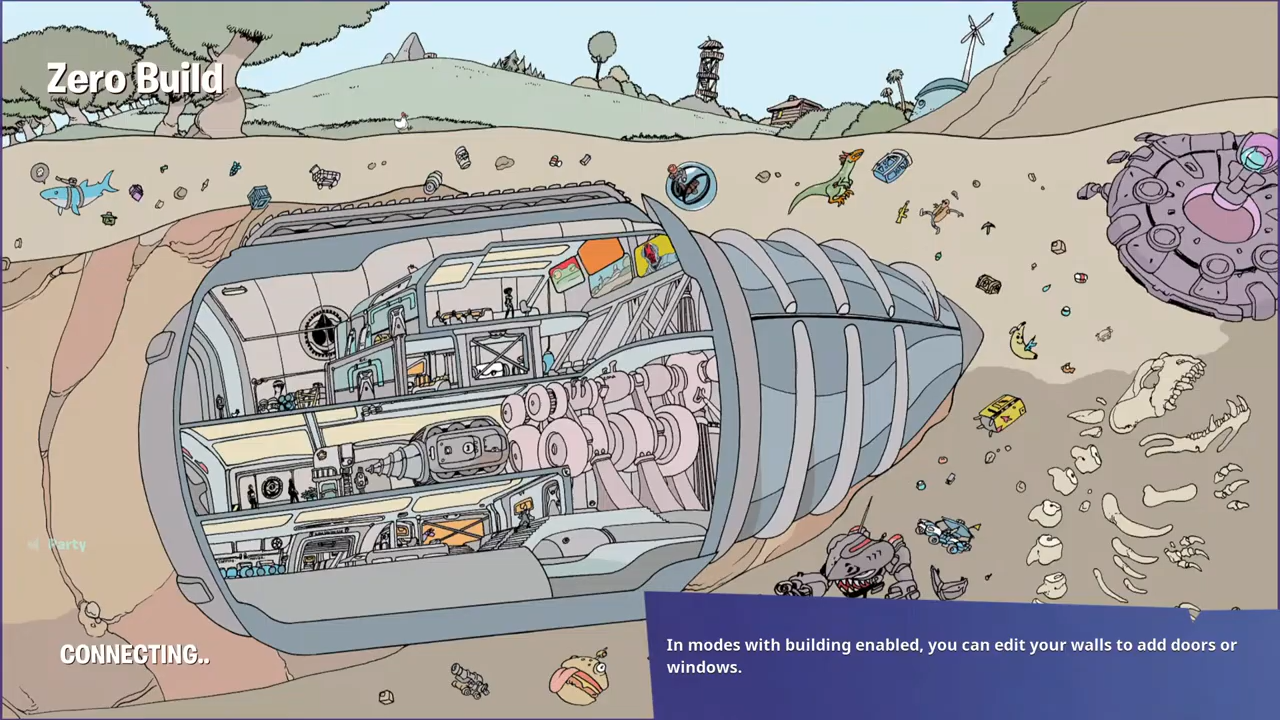 Zero Build
Party
CONNECTING..
In modes with building enabled, you can edit your walls to add doors or
windows.